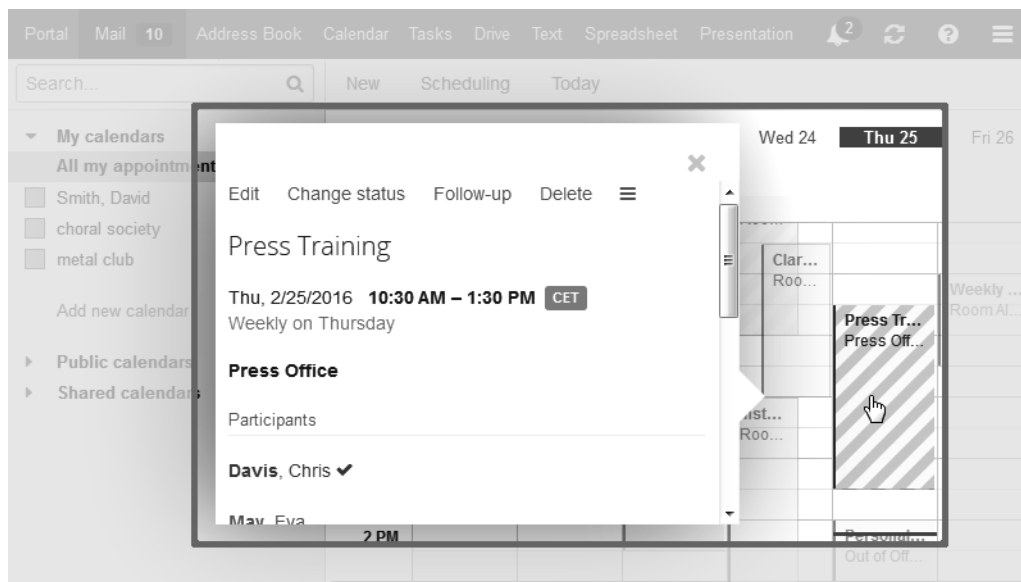 Portal Mail 10 Address Book Calendar Tasks Drive Text Spreadsheet Presentation 2
Search... New Scheduling Today
My calendars
All my appointment
Smith, David
choral society
metal club
Add new calendar
Public calendars
Shared calendars
Edit Change status Follow-up Delete
Press Training
Thu, 2/25/2016 10:30 AM – 1:30 PM CET
Weekly on Thursday
Press Office
Participants
Davis, Chris
May, Eva
2 PM
Wed 24 Thu 25 Fri 26
Clar...
Roo...
Press Tr...
Press Off...
Weekly ...
Room Al...
Roo...
Personal...
Out of Off...